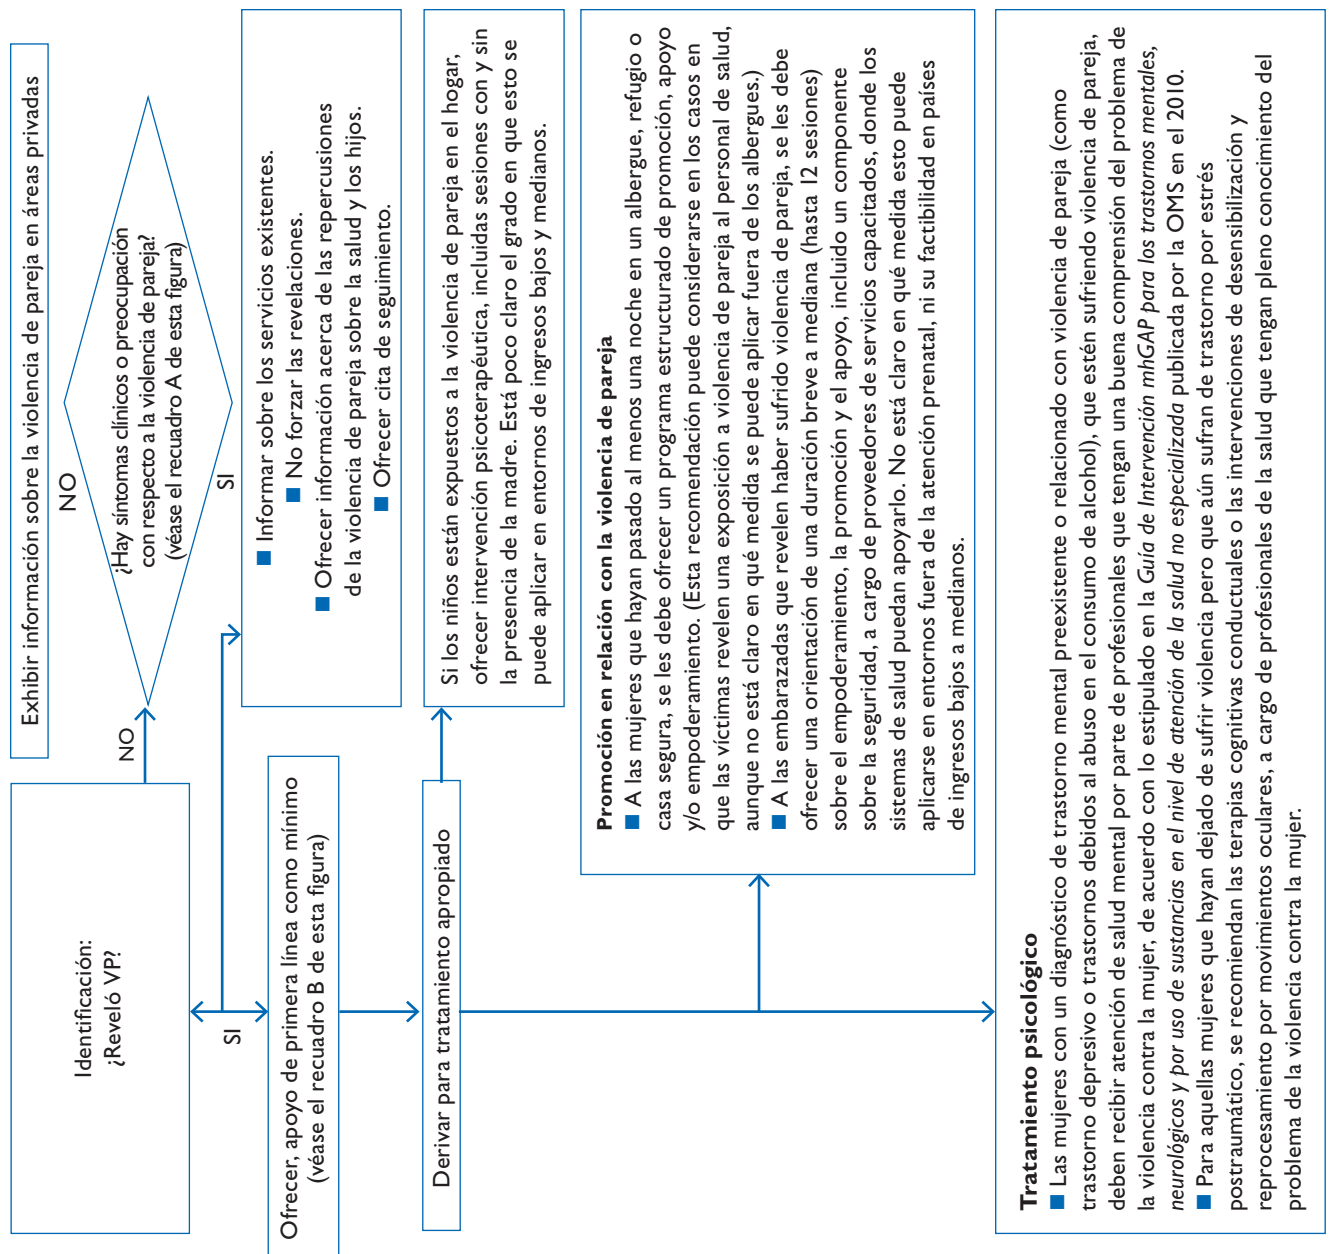 Identificación:
¿Reveló VP?
NO
SI
Exhibir información sobre la violencia de pareja en áreas privadas
NO
¿Hay síntomas clínicos o preocupación
con respecto a la violencia de pareja?
(véase el recuadro A de esta figura)
SI
■ Informar sobre los servicios existentes.
■ No forzar las revelaciones.
■ Ofrecer información acerca de las repercusiones
de la violencia de pareja sobre la salud y los hijos.
■ Ofrecer cita de seguimiento.
Ofrecer, apoyo de primera línea como mínimo
(véase el recuadro B de esta figura)
Derivar para tratamiento apropiado
Si los niños están expuestos a la violencia de pareja en el hogar,
ofrecer intervención psicoterapéutica, incluidas sesiones con y sin
la presencia de la madre. Está poco claro el grado en que esto se
puede aplicar en entornos de ingresos bajos y medianos.
Promoción en relación con la violencia de pareja
■ A las mujeres que hayan pasado al menos una noche en un albergue, refugio o
casa segura, se les debe ofrecer un programa estructurado de promoción, apoyo
y/o empoderamiento. (Esta recomendación puede considerarse en los casos en
que las víctimas revelen una exposición a violencia de pareja al personal de salud,
aunque no está claro en qué medida se puede aplicar fuera de los albergues.)
■ A las embarazadas que revelen haber sufrido violencia de pareja, se les debe
ofrecer una orientación de una duración breve a mediana (hasta 12 sesiones)
sobre el empoderamiento, la promoción y el apoyo, incluido un componente
sobre la seguridad, a cargo de proveedores de servicios capacitados, donde los
sistemas de salud puedan apoyarlo. No está claro en qué medida esto puede
aplicarse en entornos fuera de la atención prenatal, ni su factibilidad en países
de ingresos bajos a medianos.
Tratamiento psicológico
■ Las mujeres con un diagnóstico de trastorno mental preexistente o relacionado con violencia de pareja (como
trastorno depresivo o trastornos debidos al abuso en el consumo de alcohol), que estén sufriendo violencia de pareja,
deben recibir atención de salud mental por parte de profesionales que tengan una buena comprensión del problema de
la violencia contra la mujer, de acuerdo con lo estipulado en la Guía de Intervención mhGAP para los trastornos mentales,
neurológicos y por uso de sustancias en el nivel de atención de la salud no especializada publicada por la OMS en el 2010.
■ Para aquellas mujeres que hayan dejado de sufrir violencia pero que aún sufran de trastorno por estrés
postraumático, se recomiendan las terapias cognitivas conductuales o las intervenciones de desensibilización y
reprocesamiento por movimientos oculares, a cargo de profesionales de la salud que tengan pleno conocimiento del
problema de la violencia contra la mujer.